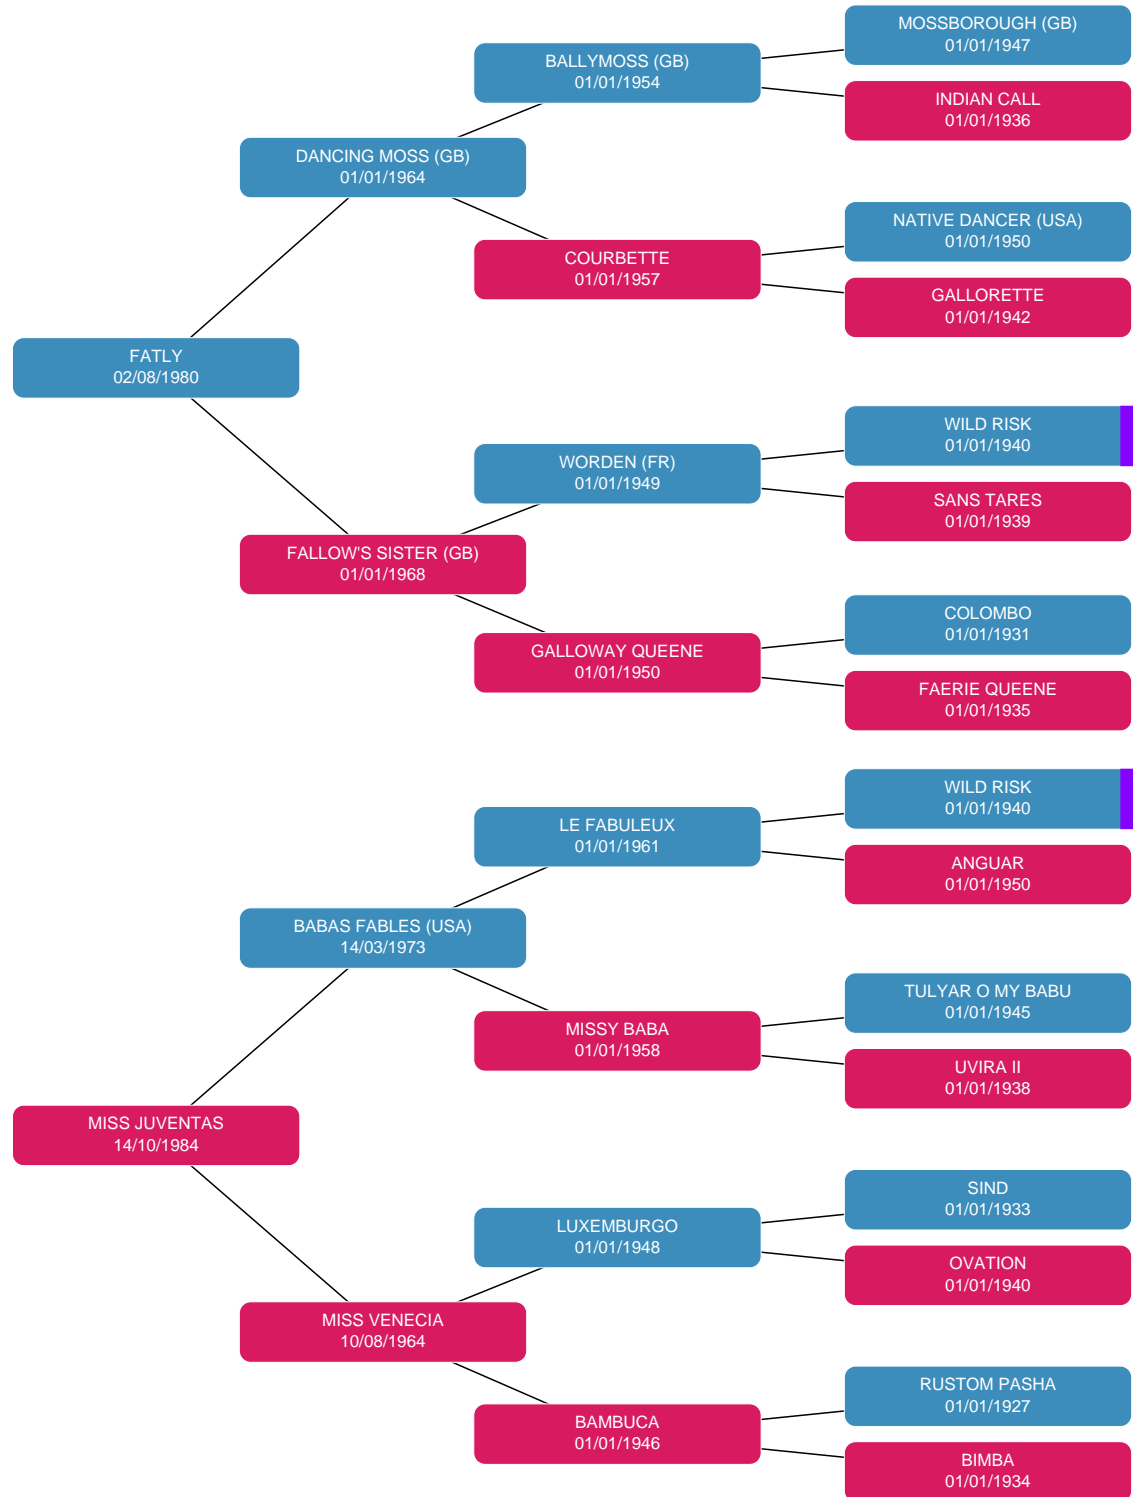 MOSSBOROUGH (GB)
01/01/1947
BALLYMOSS (GB)
01/01/1954
INDIAN CALL
01/01/1936
DANCING MOSS (GB)
01/01/1964
NATIVE DANCER (USA)
01/01/1950
COURBETTE
01/01/1957
GALLORETTE
01/01/1942
FATLY
02/08/1980
WILD RISK
01/01/1940
WORDEN (FR)
01/01/1949
SANS TARES
01/01/1939
FALLOW'S SISTER (GB)
01/01/1968
COLOMBO
01/01/1931
GALLOWAY QUEENE
01/01/1950
FAERIE QUEENE
01/01/1935
WILD RISK
01/01/1940
LE FABULEUX
01/01/1961
ANGUAR
01/01/1950
BABAS FABLES (USA)
14/03/1973
TULYAR O MY BABU
01/01/1945
MISSY BABA
01/01/1958
UVIRA II
01/01/1938
MISS JUVENTAS
14/10/1984
SIND
01/01/1933
LUXEMBURGO
01/01/1948
OVATION
01/01/1940
MISS VENECIA
10/08/1964
RUSTOM PASHA
01/01/1927
BAMBUCA
01/01/1946
BIMBA
01/01/1934